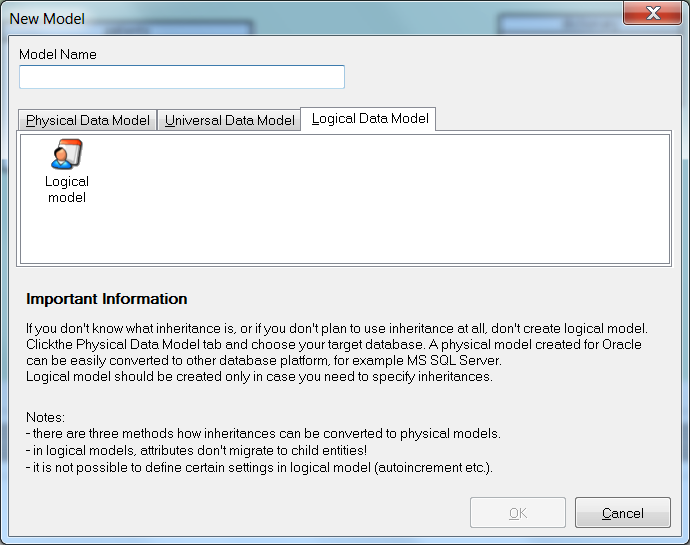 New Model
Model Name
Physical Data Model Universal Data Model Logical Data Model
Logical
model
Important Information
If you don't know what inheritance is, or if you don't plan to use inheritance at all, don't create logical model.
Clickthe Physical Data Model tab and choose your target database. A physical model created for Oracle
can be easily converted to other database platform, for example MS SQL Server.
Logical model should be created only in case you need to specify inheritances.
Notes:
- there are three methods how inheritances can be converted to physical models.
- in logical models, attributes don't migrate to child entities!
- it is not possible to define certain settings in logical model (autoincrement etc.).
OK Cancel